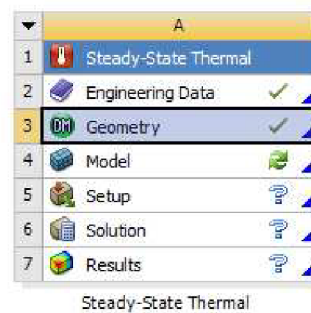 A
1 Steady-State Thermal
2 Engineering Data
3 DM Geometry
4 Model
5 Setup ?
6 Solution ?
7 Results ?
Steady-State Thermal